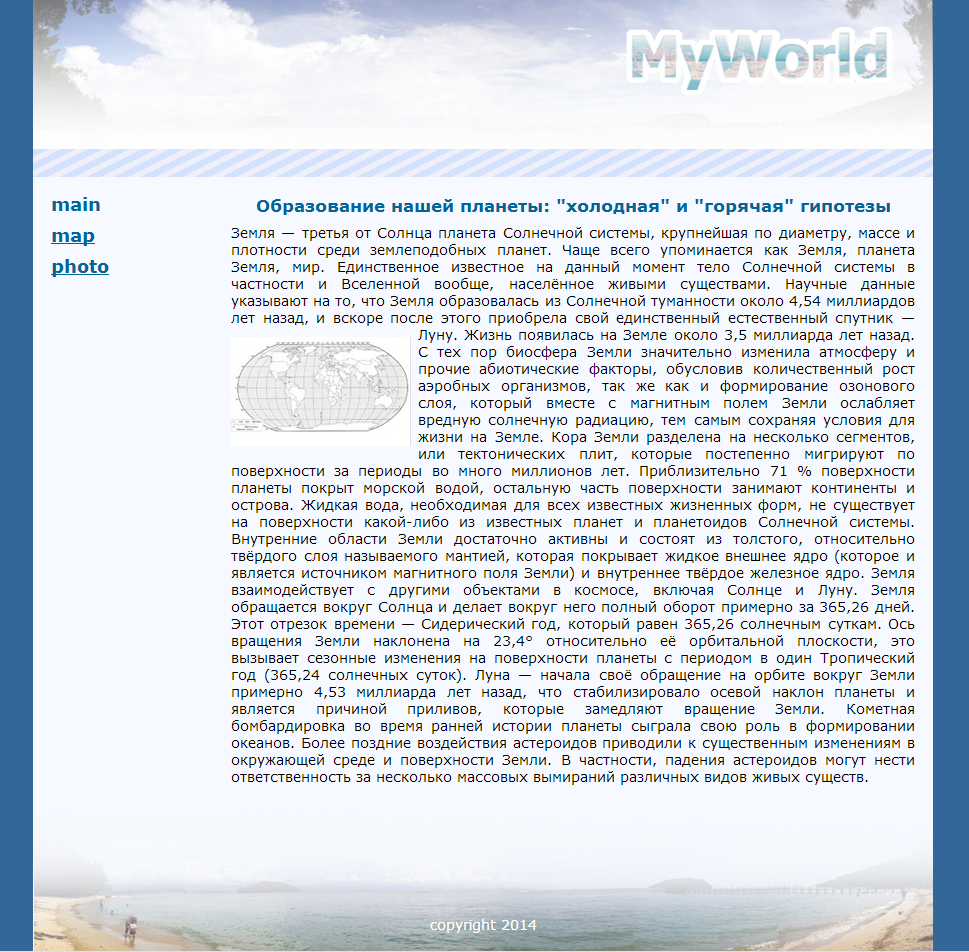 MyWorld
main
map
photo
Образование нашей планеты: "холодная" и "горячая" гипотезы
Земля — третья от Солнца планета Солнечной системы, крупнейшая по диаметру, массе и
плотности среди землеподобных планет. Чаще всего упоминается как Земля, планета
Земля, мир. Единственное известное на данный момент тело Солнечной системы в
частности и Вселенной вообще, населённое живыми существами. Научные данные
указывают на то, что Земля образовалась из Солнечной туманности около 4,54 миллиардов
лет назад, и вскоре после этого приобрела свой единственный естественный спутник —
Луну. Жизнь появилась на Земле около 3,5 миллиарда лет назад.
С тех пор биосфера Земли значительно изменила атмосферу и
прочие абиотические факторы, обусловив количественный рост
аэробных организмов, так же как и формирование озонового
слоя, который вместе с магнитным полем Земли ослабляет
вредную солнечную радиацию, тем самым сохраняя условия для
жизни на Земле. Кора Земли разделена на несколько сегментов,
или тектонических плит, которые постепенно мигрируют по
поверхности за периоды во много миллионов лет. Приблизительно 71 % поверхности
планеты покрыт морской водой, остальную часть поверхности занимают континенты и
острова. Жидкая вода, необходимая для всех известных жизненных форм, не существует
на поверхности какой-либо из известных планет и планетоидов Солнечной системы.
Внутренние области Земли достаточно активны и состоят из толстого, относительно
твёрдого слоя называемого мантией, которая покрывает жидкое внешнее ядро (которое и
является источником магнитного поля Земли) и внутреннее твёрдое железное ядро. Земля
взаимодействует с другими объектами в космосе, включая Солнце и Луну. Земля
обращается вокруг Солнца и делает вокруг него полный оборот примерно за 365,26 дней.
Этот отрезок времени — Сидерический год, который равен 365,26 солнечным суткам. Ось
вращения Земли наклонена на 23,4° относительно её орбитальной плоскости, это
вызывает сезонные изменения на поверхности планеты с периодом в один Тропический
год (365,24 солнечных суток). Луна — начала своё обращение на орбите вокруг Земли
примерно 4,53 миллиарда лет назад, что стабилизировало осевой наклон планеты и
является причиной приливов, которые замедляют вращение Земли. Кометная
бомбардировка во время ранней истории планеты сыграла свою роль в формировании
океанов. Более поздние воздействия астероидов приводили к существенным изменениям в
окружающей среде и поверхности Земли. В частности, падения астероидов могут нести
ответственность за несколько массовых вымираний различных видов живых существ.
copyright 2014